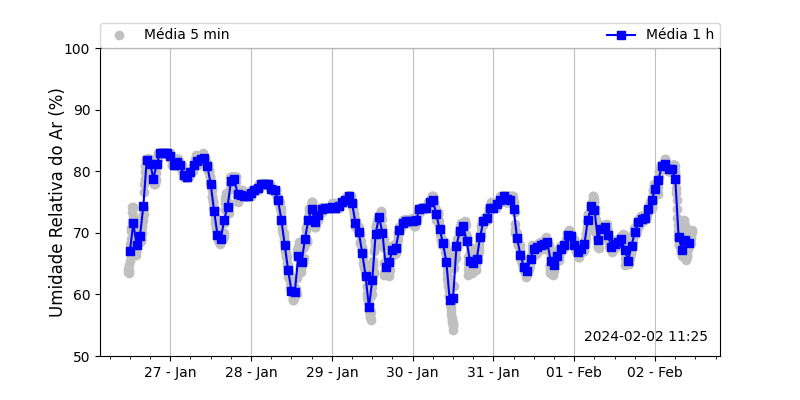 Média 5 min
Média 1 h
Umidade Relativa do Ar (%)
100
90
80
70
60
50
2024-02-02 11:25
27 - Jan
28 - Jan
29 - Jan
30 - Jan
31 - Jan
01 - Feb
02 - Feb